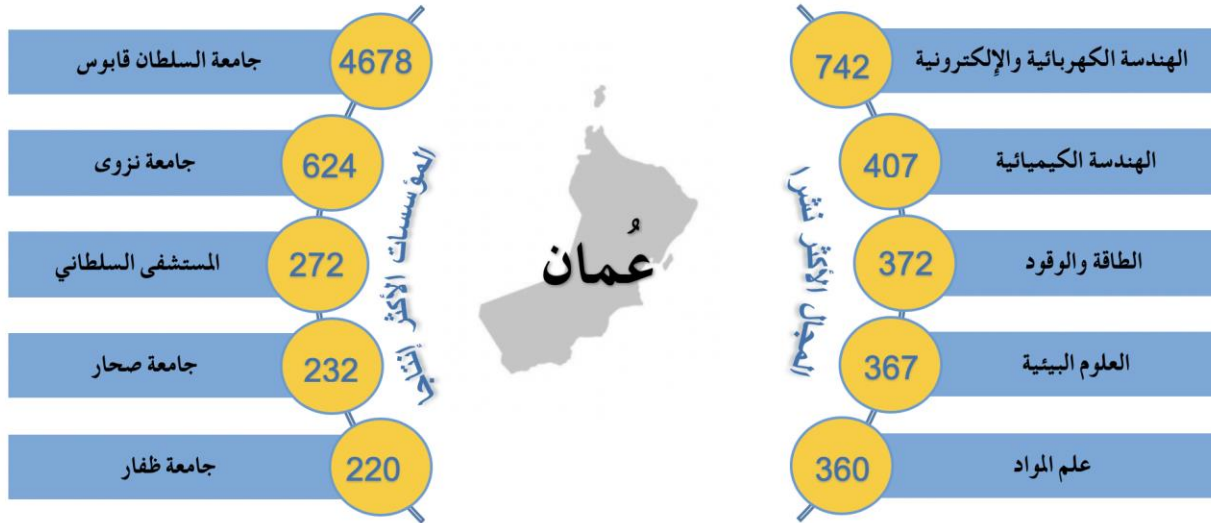 الهندسة الكهربائية والإلكترونية
742
الهندسة الكيميائية
407
الطاقة والوقود
372
العلوم البيئية
367
علم المواد
360
المجال الأكثر نشرا
عُمان
المؤسسات الأكثر أنتاجا
4678
جامعة السلطان قابوس
624
جامعة نزوى
272
المستشفى السلطاني
232
جامعة صحار
220
جامعة ظفار